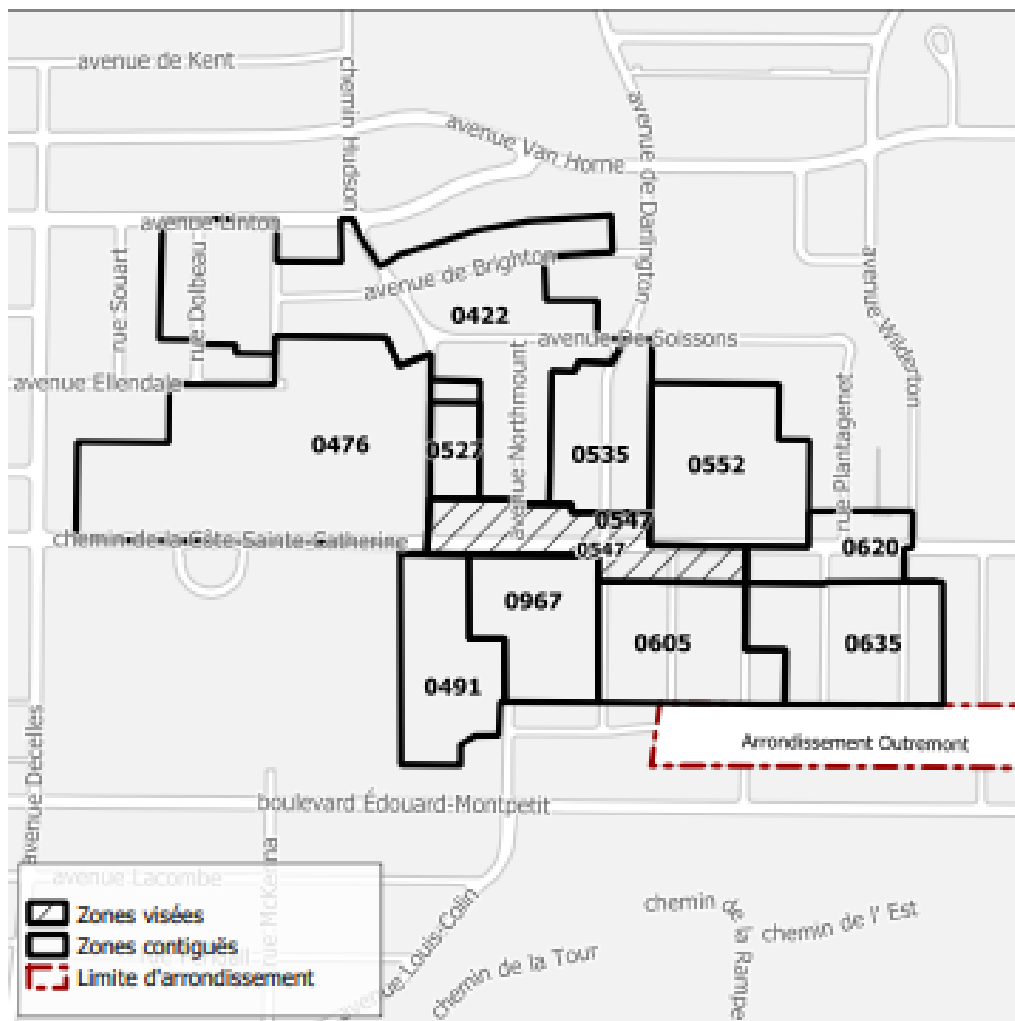 avenue de Kent
chemin Hudson
avenue Van Horne
avenue de Darlington
avenue Linton
rue Souart
rue Dolbeau
avenue de Brighton
avenue Wilderton
0422
avenue De Soissons
avenue Ellendale
avenue Northmount
rue Plantagenet
0476
0527
0535
0552
0547
0547
chemin de la Côte-Sainte-Catherine
0620
0967
0605
0635
0491
Arrondissement Outremont
avenue Decelles
boulevard Édouard-Montpetit
avenue Lacombe
rue McKenna
avenue Louis-Colin
chemin de la Tour
chemin de la Rampe
chemin de l' Est
Zones visées
Zones contiguës
Limite d'arrondissement